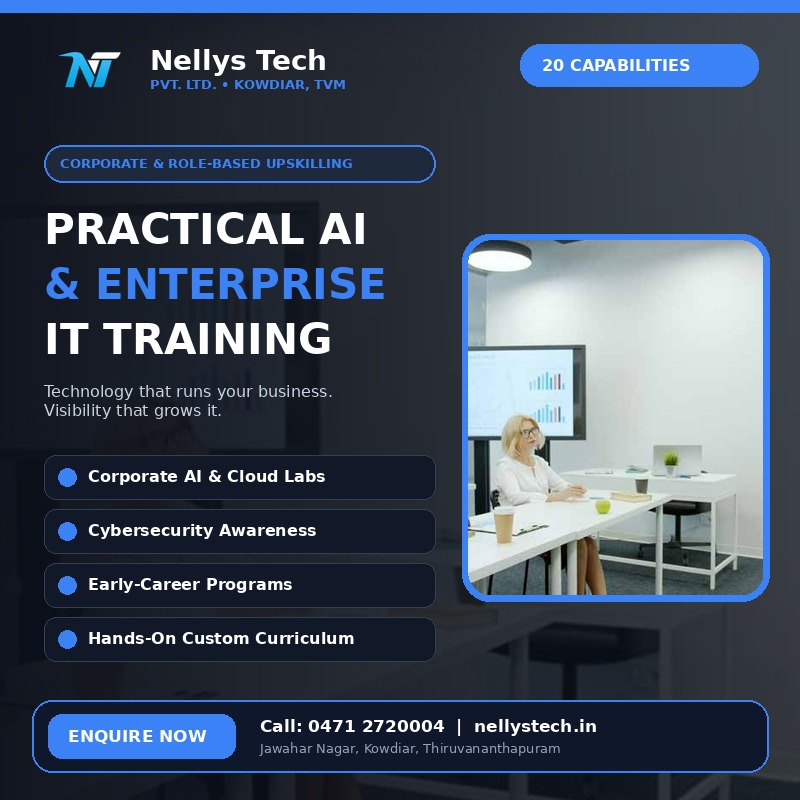 NT
Nellys Tech
PVT. LTD. • KOWDIAR, TVM
20 CAPABILITIES
CORPORATE & ROLE-BASED UPSKILLING
PRACTICAL AI
& ENTERPRISE
IT TRAINING
Technology that runs your business.
Visibility that grows it.
Corporate AI & Cloud Labs
Cybersecurity Awareness
Early-Career Programs
Hands-On Custom Curriculum
ENQUIRE NOW
Call: 0471 2720004 | nellystech.in
Jawahar Nagar, Kowdiar, Thiruvananthapuram